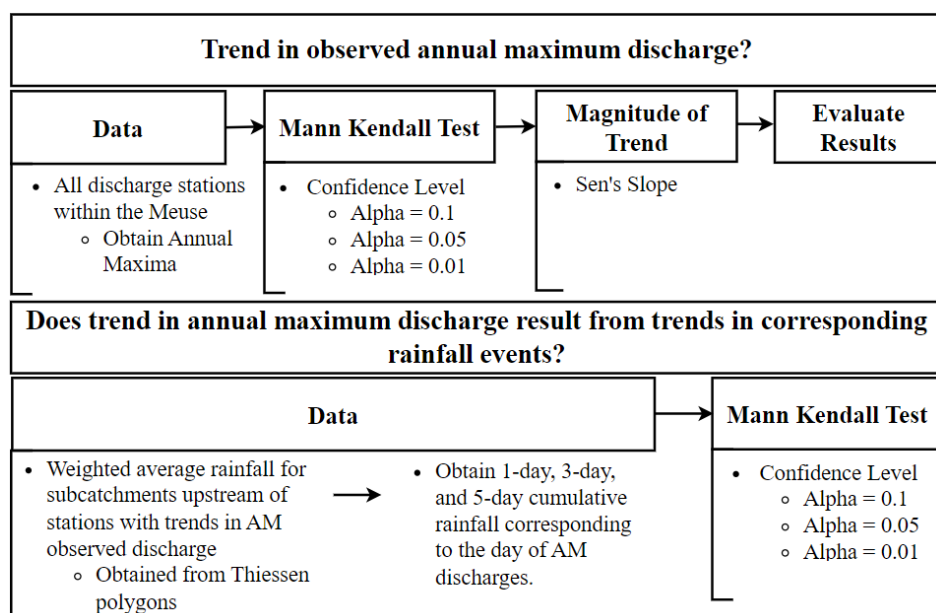 Trend in observed annual maximum discharge?
Data
Mann Kendall Test
Magnitude of
Trend
Evaluate
Results
• All discharge stations
within the Meuse
○ Obtain Annual
Maxima
• Confidence Level
○ Alpha = 0.1
○ Alpha = 0.05
○ Alpha = 0.01
• Sen's Slope
Does trend in annual maximum discharge result from trends in corresponding
rainfall events?
Data
Mann Kendall Test
• Weighted average rainfall for
subcatchments upstream of
stations with trends in AM
observed discharge
○ Obtained from Thiessen
polygons
• Obtain 1-day, 3-day,
and 5-day cumulative
rainfall corresponding
to the day of AM
discharges.
• Confidence Level
○ Alpha = 0.1
○ Alpha = 0.05
○ Alpha = 0.01